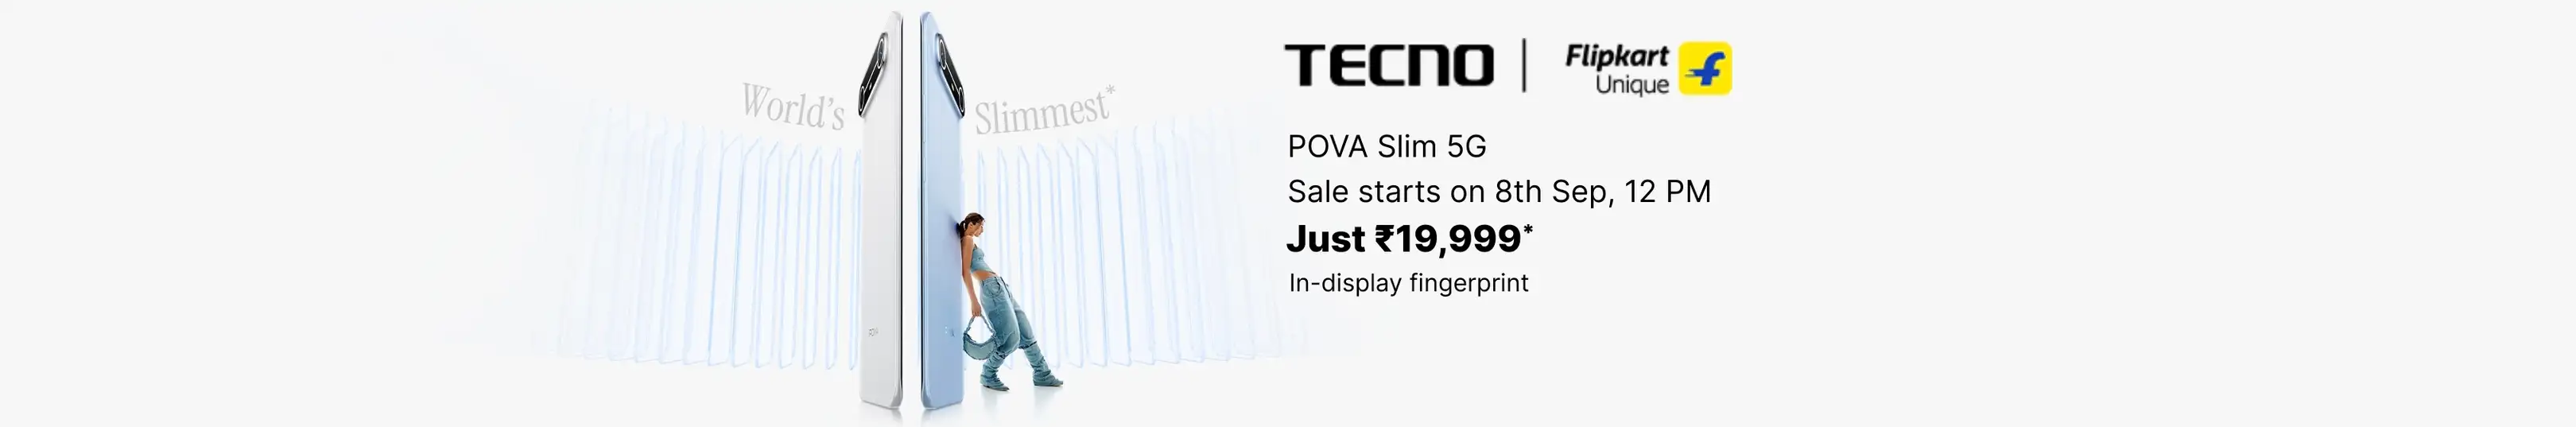 World's Slimmest*
TECNO | Flipkart Unique
POVA Slim 5G
Sale starts on 8th Sep, 12 PM
Just ₹19,999*
In-display fingerprint
POVA